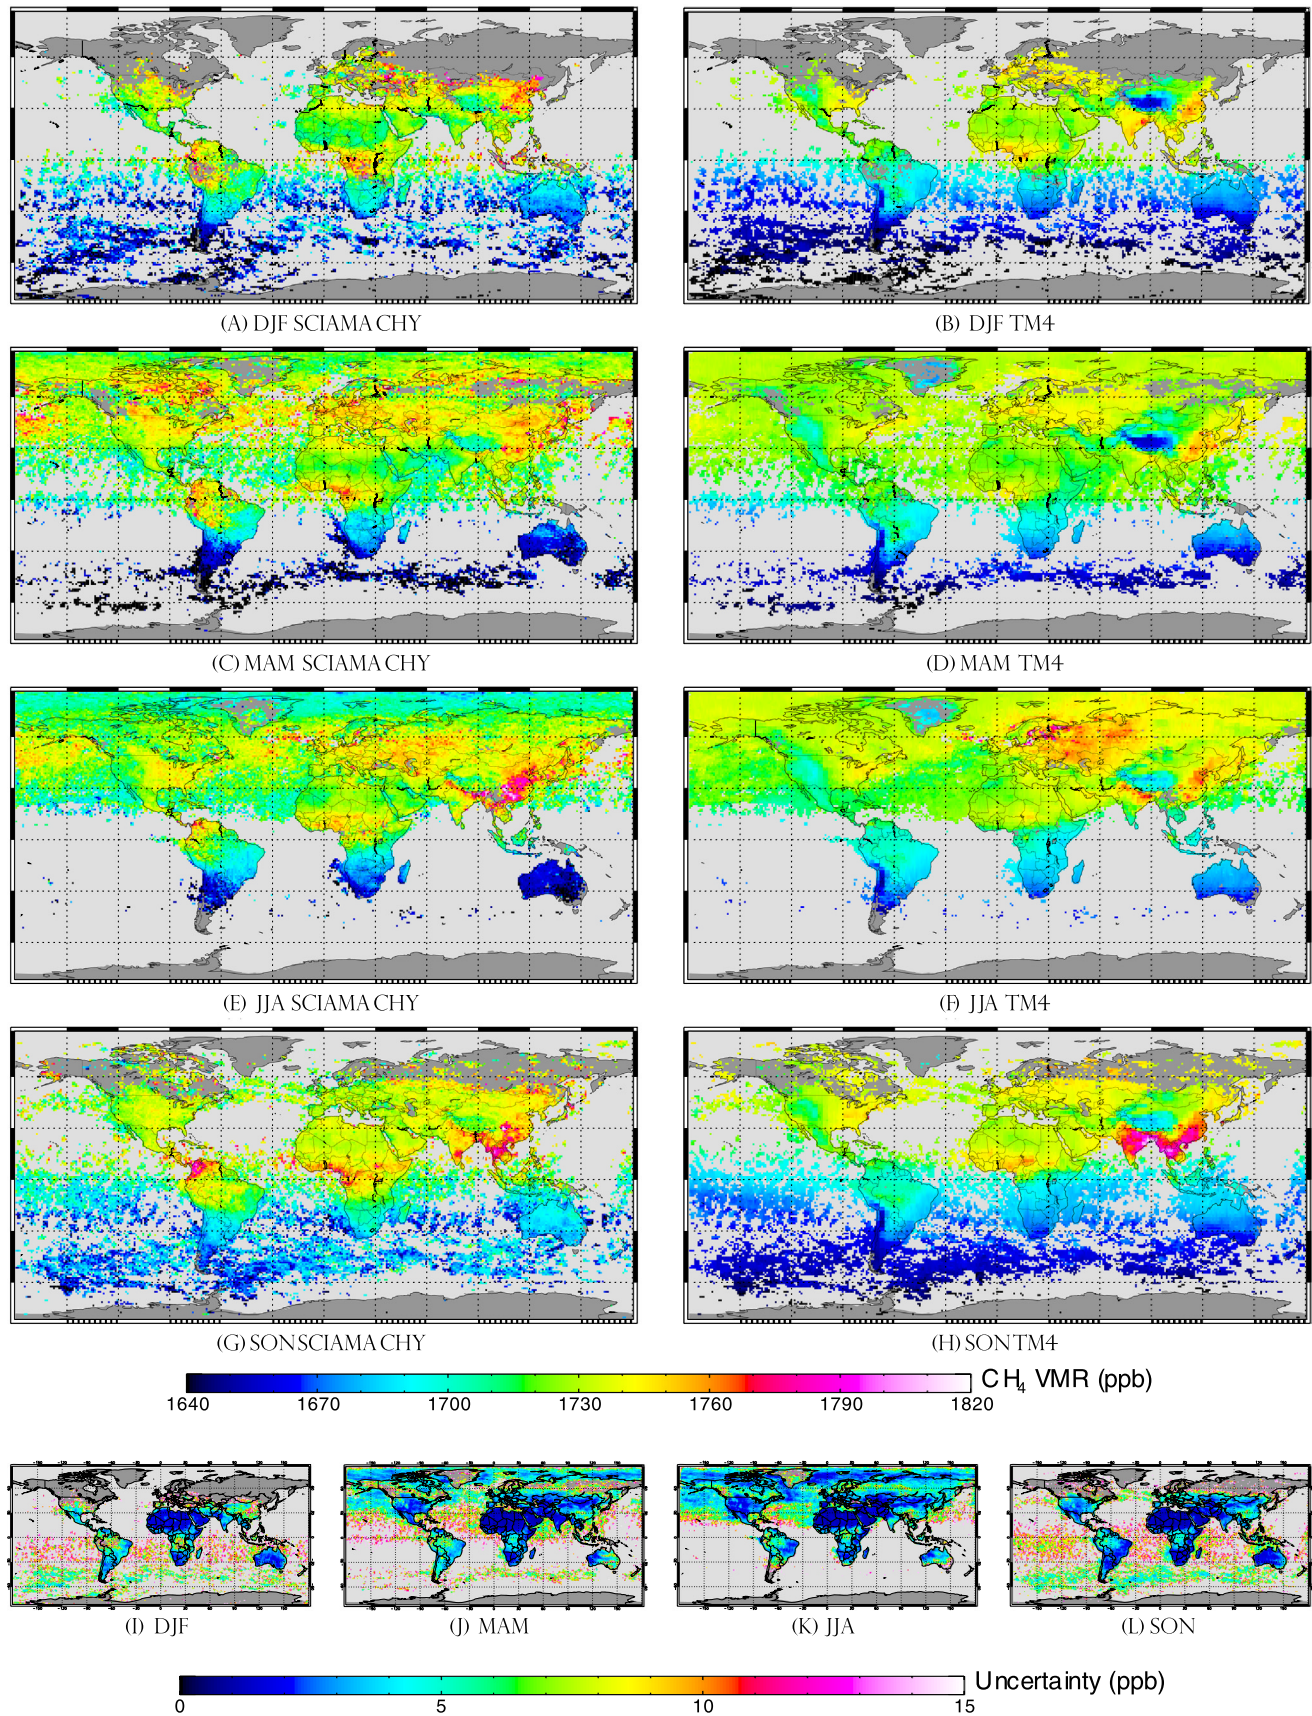 (A) DJF SCIAMACHY
(B) DJF TM4
(C) MAM SCIAMACHY
(D) MAM TM4
(E) JJA SCIAMACHY
(F) JJA TM4
(G) SON SCIAMACHY
(H) SON TM4
CH4 VMR (ppb)
1640 1670 1700 1730 1760 1790 1820
(I) DJF
(J) MAM
(K) JJA
(L) SON
Uncertainty (ppb)
0 5 10 15